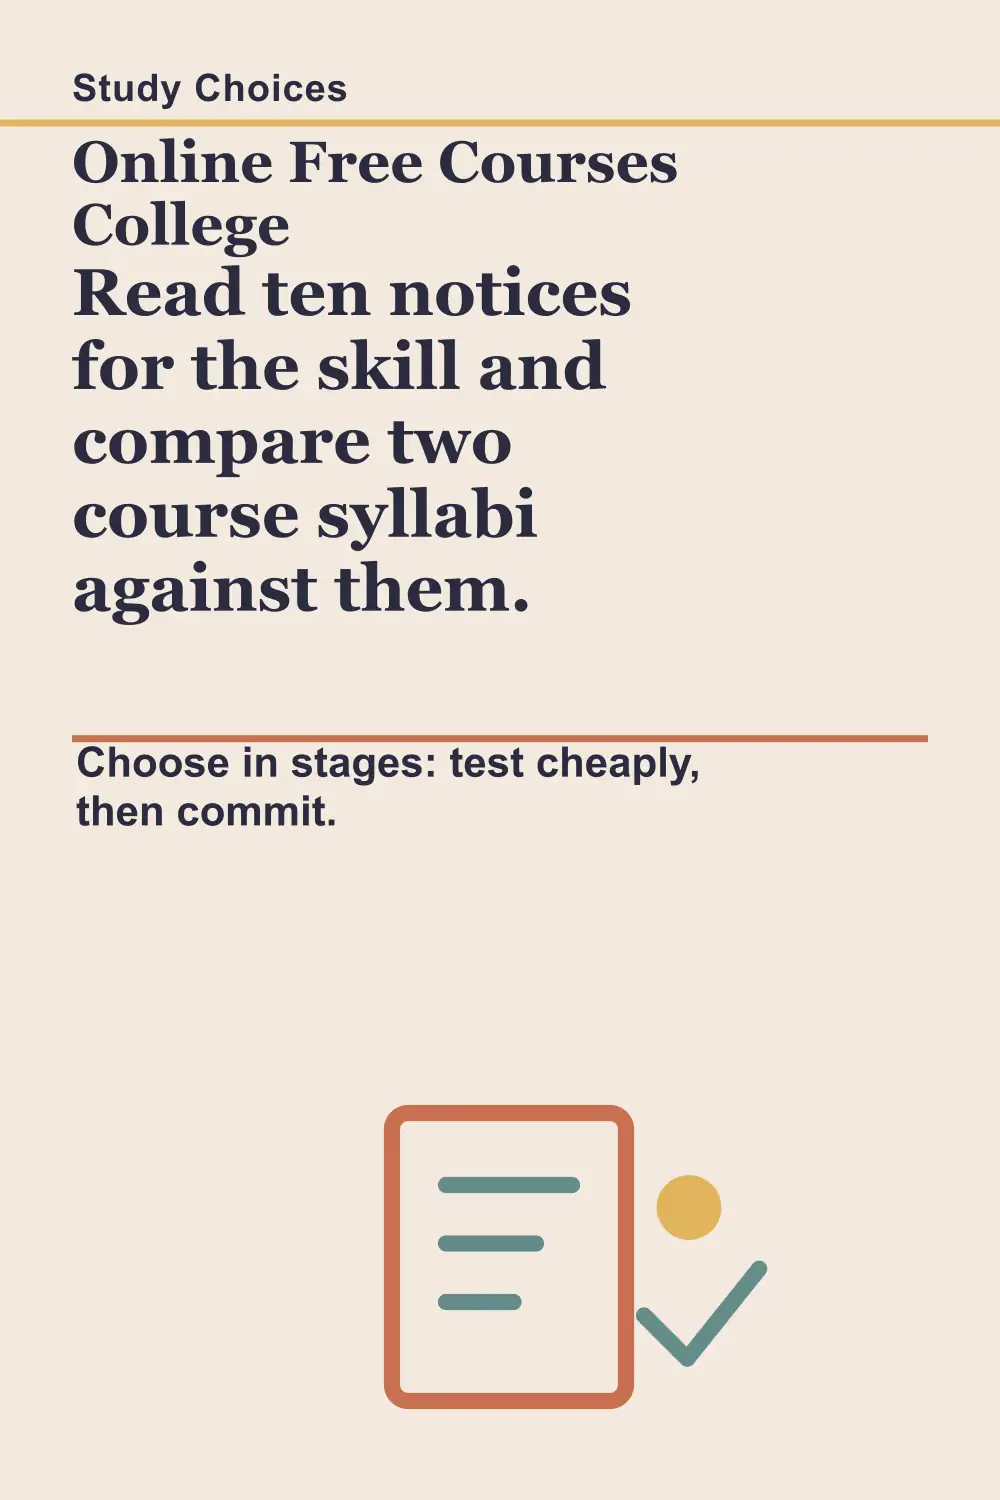 Study Choices
Online Free Courses
College
Read ten notices
for the skill and
compare two
course syllabi
against them.
Choose in stages: test cheaply,
then commit.